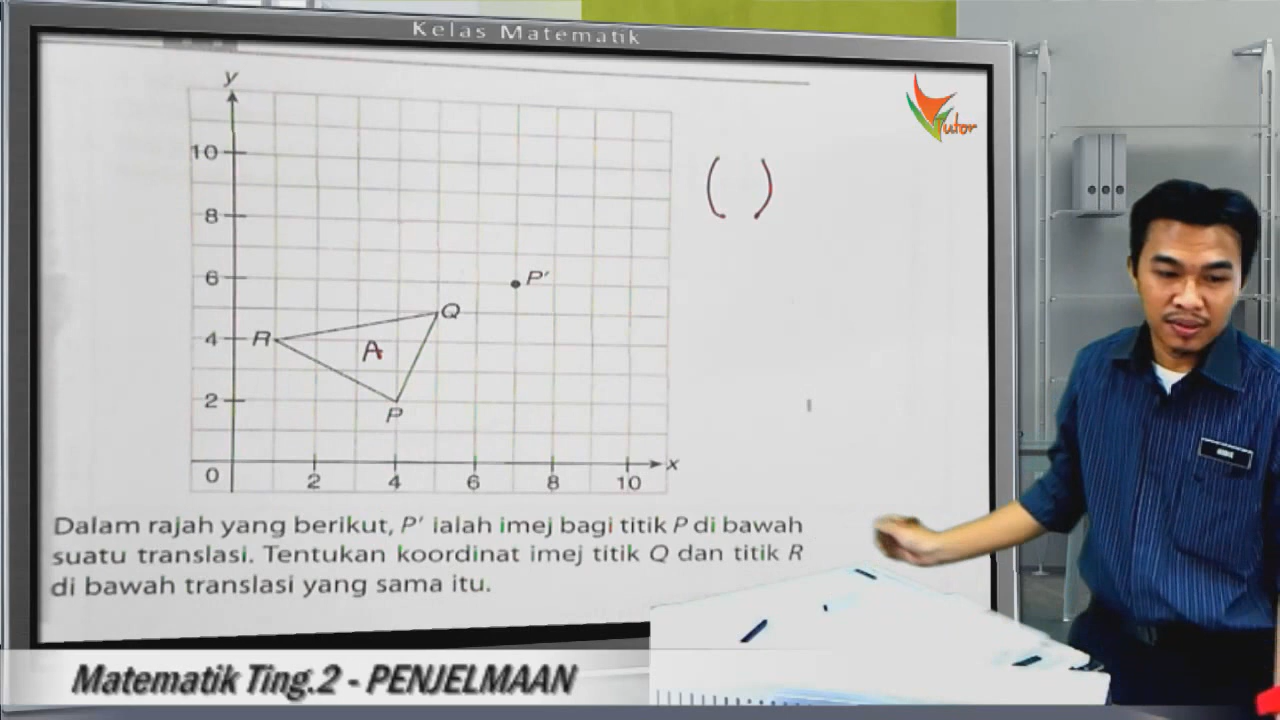 Kelas Matematik
Tutor
y
10
8
6
4
2
0
2 4 6 8 10
x
P′
Q
R
A
P
( )
Dalam rajah yang berikut, P′ ialah imej bagi titik P di bawah
suatu translasi. Tentukan koordinat imej titik Q dan titik R
di bawah translasi yang sama itu.
Matematik Ting.2 - PENJELMAAN